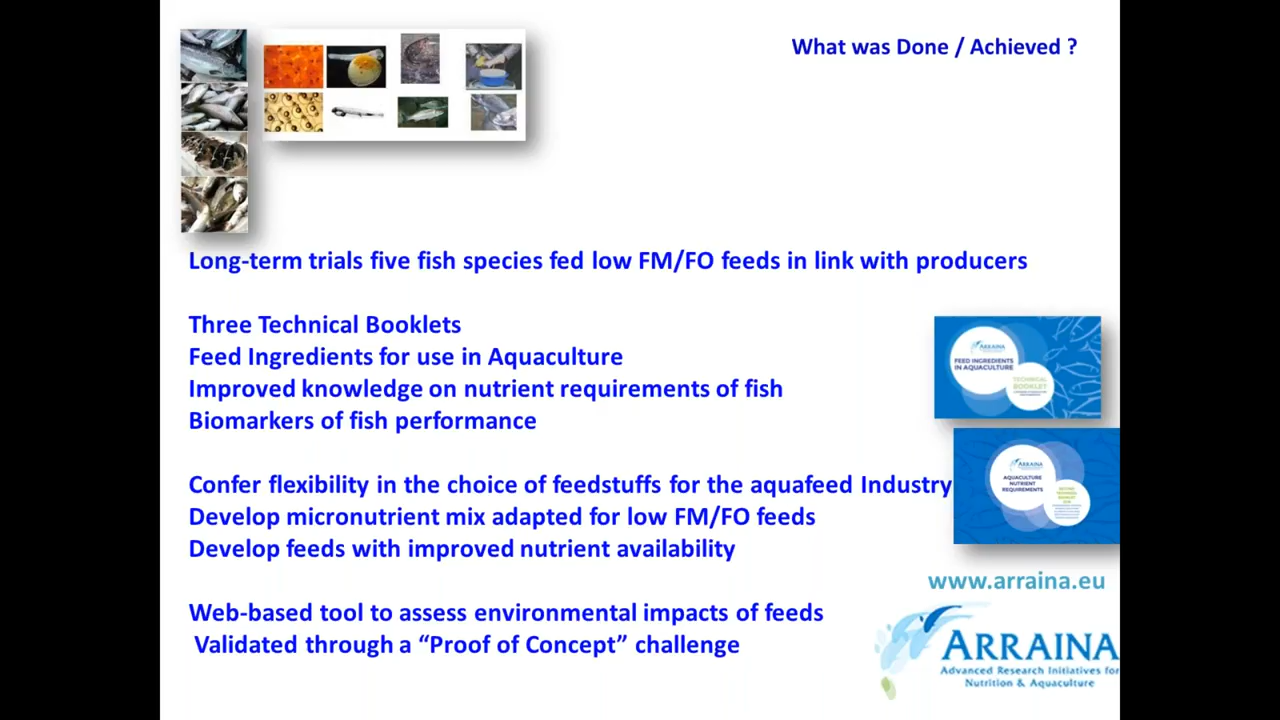 What was Done / Achieved ?
Long-term trials five fish species fed low FM/FO feeds in link with producers
Three Technical Booklets
Feed Ingredients for use in Aquaculture
Improved knowledge on nutrient requirements of fish
Biomarkers of fish performance
Confer flexibility in the choice of feedstuffs for the aquafeed Industry
Develop micronutrient mix adapted for low FM/FO feeds
Develop feeds with improved nutrient availability
Web-based tool to assess environmental impacts of feeds
Validated through a “Proof of Concept” challenge
ARRAINA
FEED INGREDIENTS
IN AQUACULTURE
TECHNICAL
BOOKLET
ARRAINA
AQUACULTURE
NUTRIENT
REQUIREMENTS
www.arraina.eu
ARRAINA
Advanced Research Initiatives for
Nutrition & Aquaculture